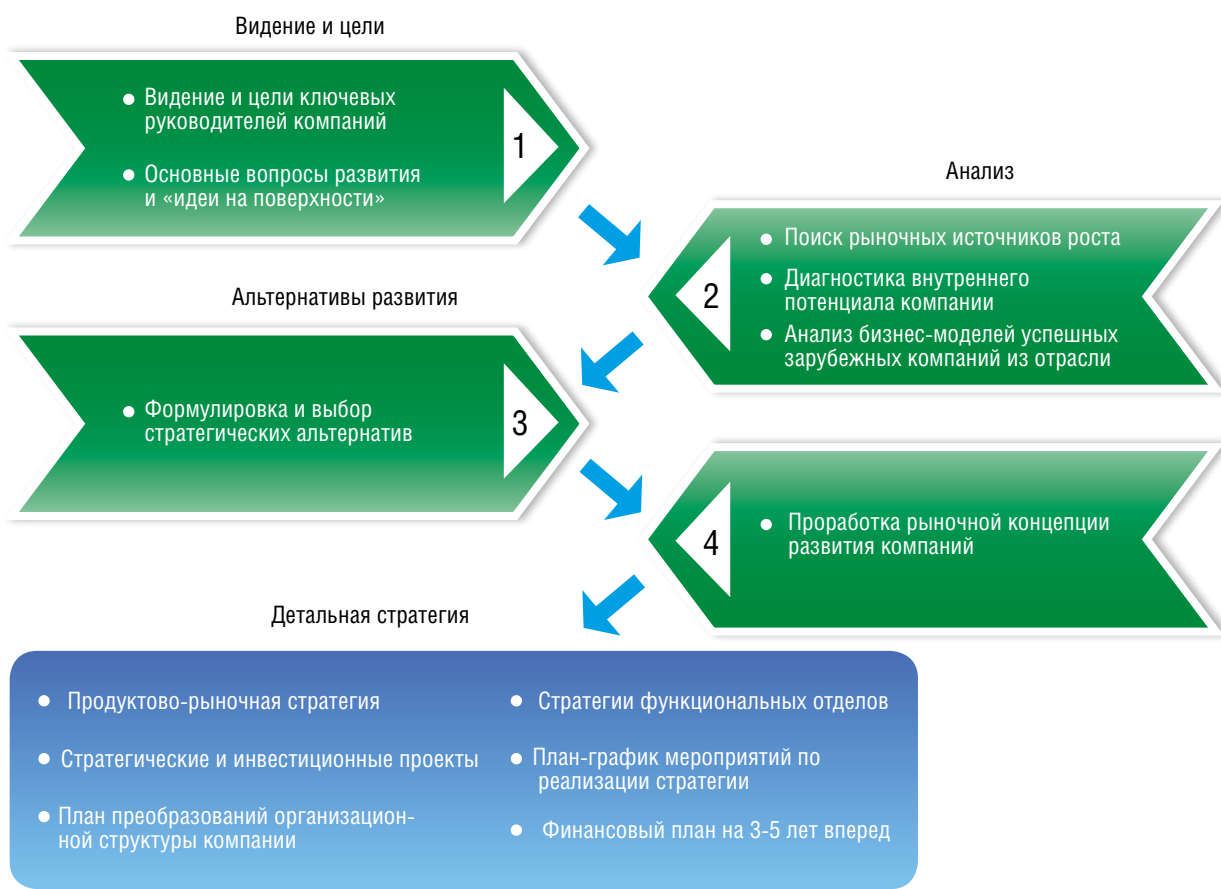 Видение и цели
Видение и цели ключевых
руководителей компаний
Основные вопросы развития
и «идеи на поверхности»
1
Анализ
Поиск рыночных источников роста
Диагностика внутреннего
потенциала компании
Анализ бизнес-моделей успешных
зарубежных компаний из отрасли
2
Альтернативы развития
Формулировка и выбор
стратегических альтернатив
3
Проработка рыночной концепции
развития компаний
4
Детальная стратегия
Продуктово-рыночная стратегия
Стратегические и инвестиционные проекты
План преобразований организацион-
ной структуры компании
Стратегии функциональных отделов
План-график мероприятий по
реализации стратегии
Финансовый план на 3-5 лет вперед